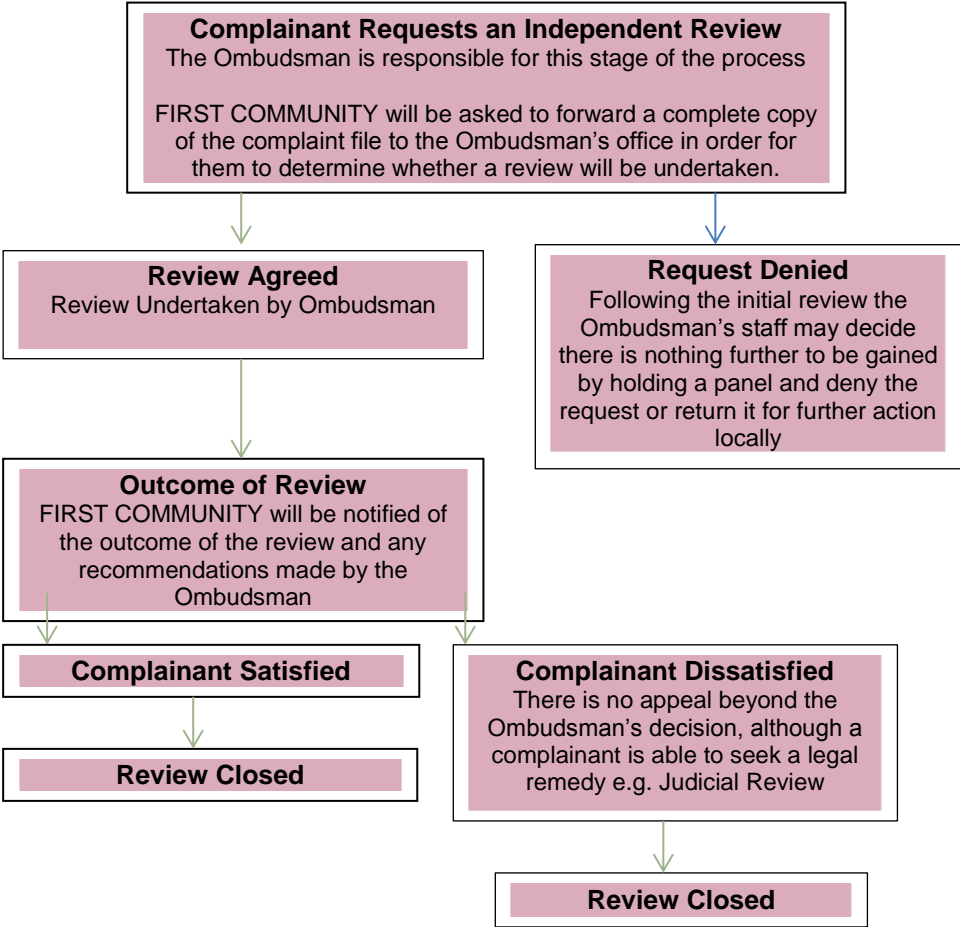 Complainant Requests an Independent Review
The Ombudsman is responsible for this stage of the process
FIRST COMMUNITY will be asked to forward a complete copy
of the complaint file to the Ombudsman’s office in order for
them to determine whether a review will be undertaken.
Review Agreed
Review Undertaken by Ombudsman
Request Denied
Following the initial review the
Ombudsman’s staff may decide
there is nothing further to be gained
by holding a panel and deny the
request or return it for further action
locally
Outcome of Review
FIRST COMMUNITY will be notified of
the outcome of the review and any
recommendations made by the
Ombudsman
Complainant Satisfied
Complainant Dissatisfied
There is no appeal beyond the
Ombudsman’s decision, although a
complainant is able to seek a legal
remedy e.g. Judicial Review
Review Closed
Review Closed